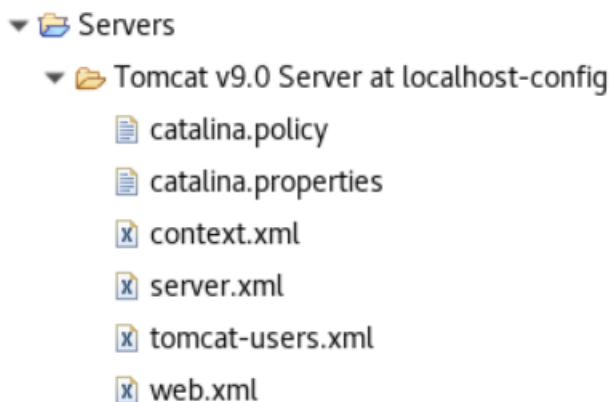 Servers
Tomcat v9.0 Server at localhost-config
catalina.policy
catalina.properties
context.xml
server.xml
tomcat-users.xml
web.xml